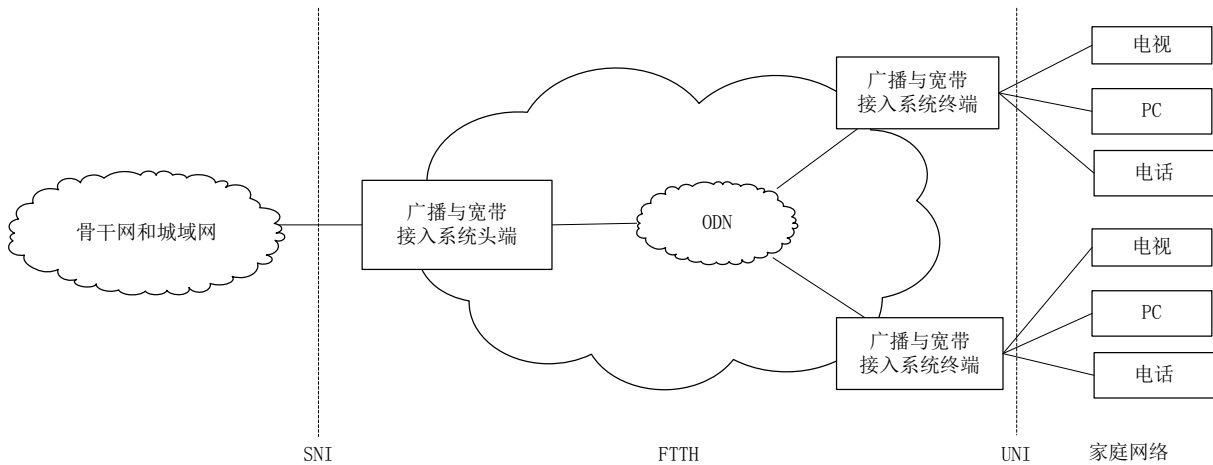 骨干网和城域网
广播与宽带
接入系统头端
ODN
广播与宽带
接入系统终端
电视
PC
电话
广播与宽带
接入系统终端
电视
PC
电话
SNI
FTTH
UNI
家庭网络